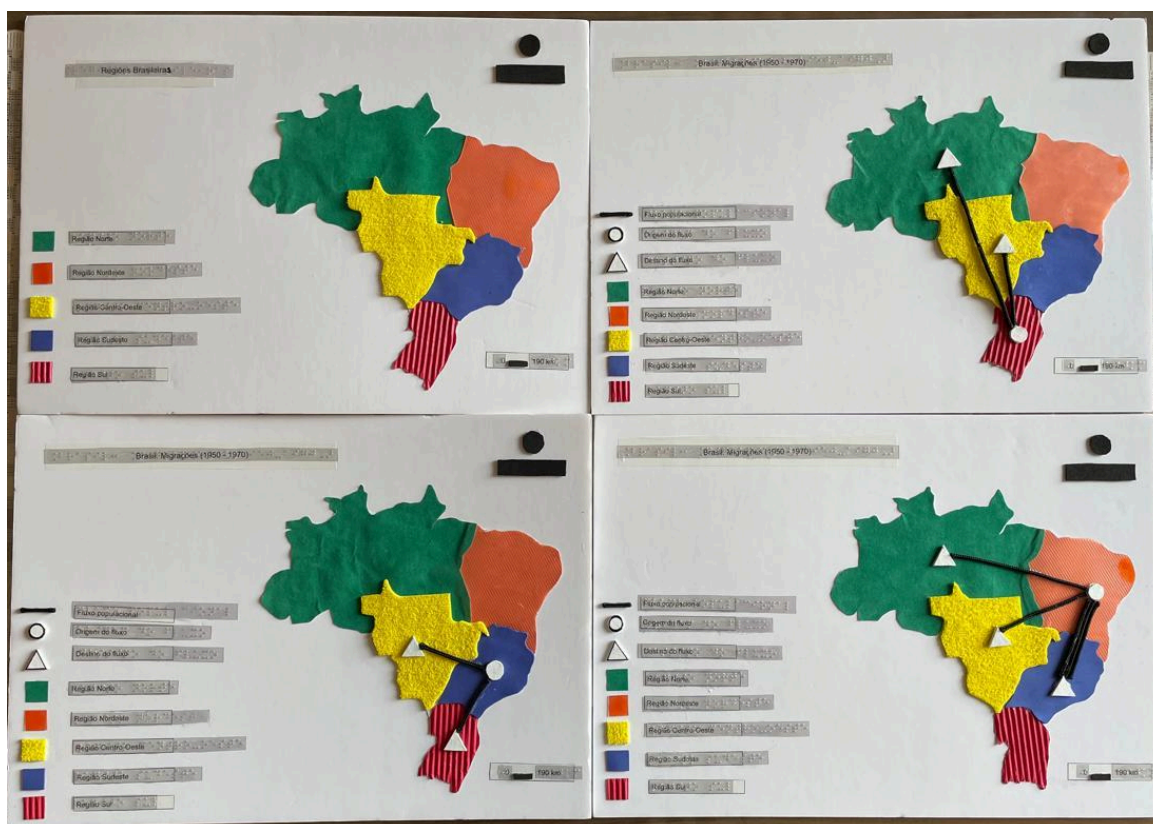 Regiões Brasileiras
Região Norte
Região Nordeste
Região Centro-Oeste
Região Sudeste
Região Sul
0 190 km
Brasil: Migrações (1950 - 1970)
Fluxo populacional
Origem do fluxo
Destino do fluxo
Região Norte
Região Nordeste
Região Centro-Oeste
Região Sudeste
Região Sul
0 190 km
Brasil: Migrações (1950 - 1970)
Fluxo populacional
Origem do fluxo
Destino do fluxo
Região Norte
Região Nordeste
Região Centro-Oeste
Região Sudeste
Região Sul
0 190 km
Brasil: Migrações (1950 - 1970)
Fluxo populacional
Origem do fluxo
Destino do fluxo
Região Norte
Região Nordeste
Região Centro-Oeste
Região Sudeste
Região Sul
0 190 km